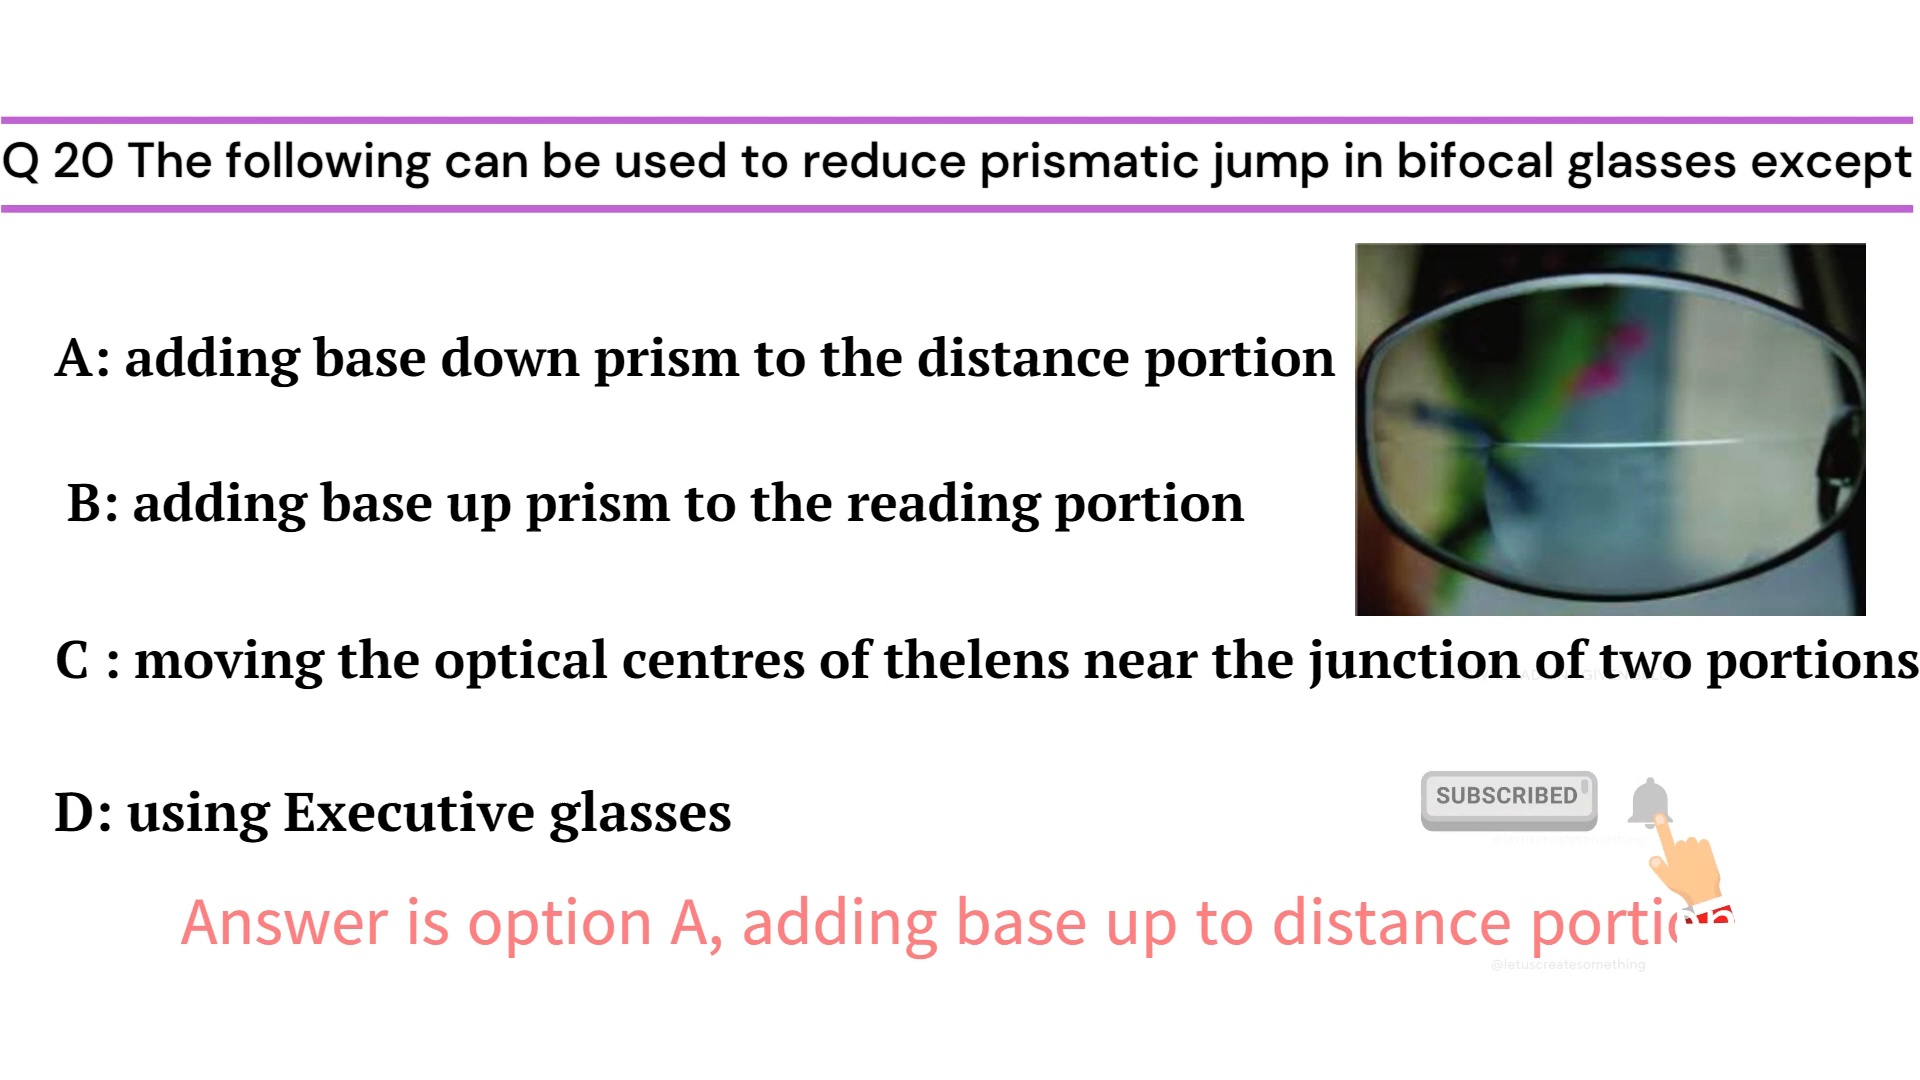 Q 20 The following can be used to reduce prismatic jump in bifocal glasses except
A: adding base down prism to the distance portion
B: adding base up prism to the reading portion
C : moving the optical centres of thelens near the junction of two portions
D: using Executive glasses
SUBSCRIBED
Answer is option A, adding base up to distance portion
@letuscreatesomething